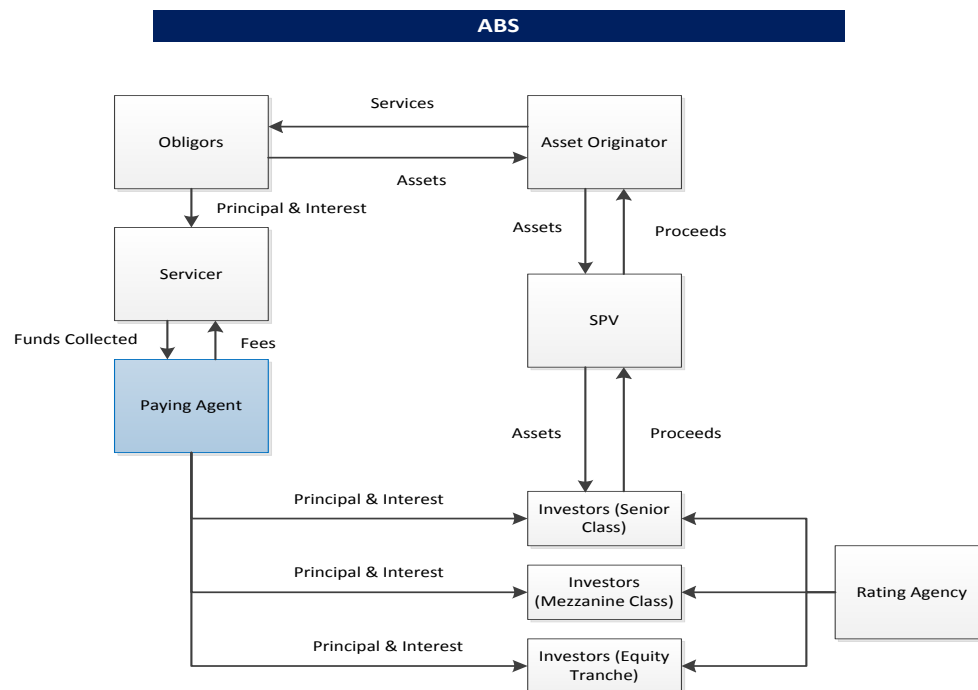 ABS
Services
Obligors
Asset Originator
Assets
Principal & Interest
Assets
Proceeds
Servicer
SPV
Funds Collected
Fees
Paying Agent
Assets
Proceeds
Principal & Interest
Investors (Senior
Class)
Principal & Interest
Investors
(Mezzanine Class)
Rating Agency
Principal & Interest
Investors (Equity
Tranche)